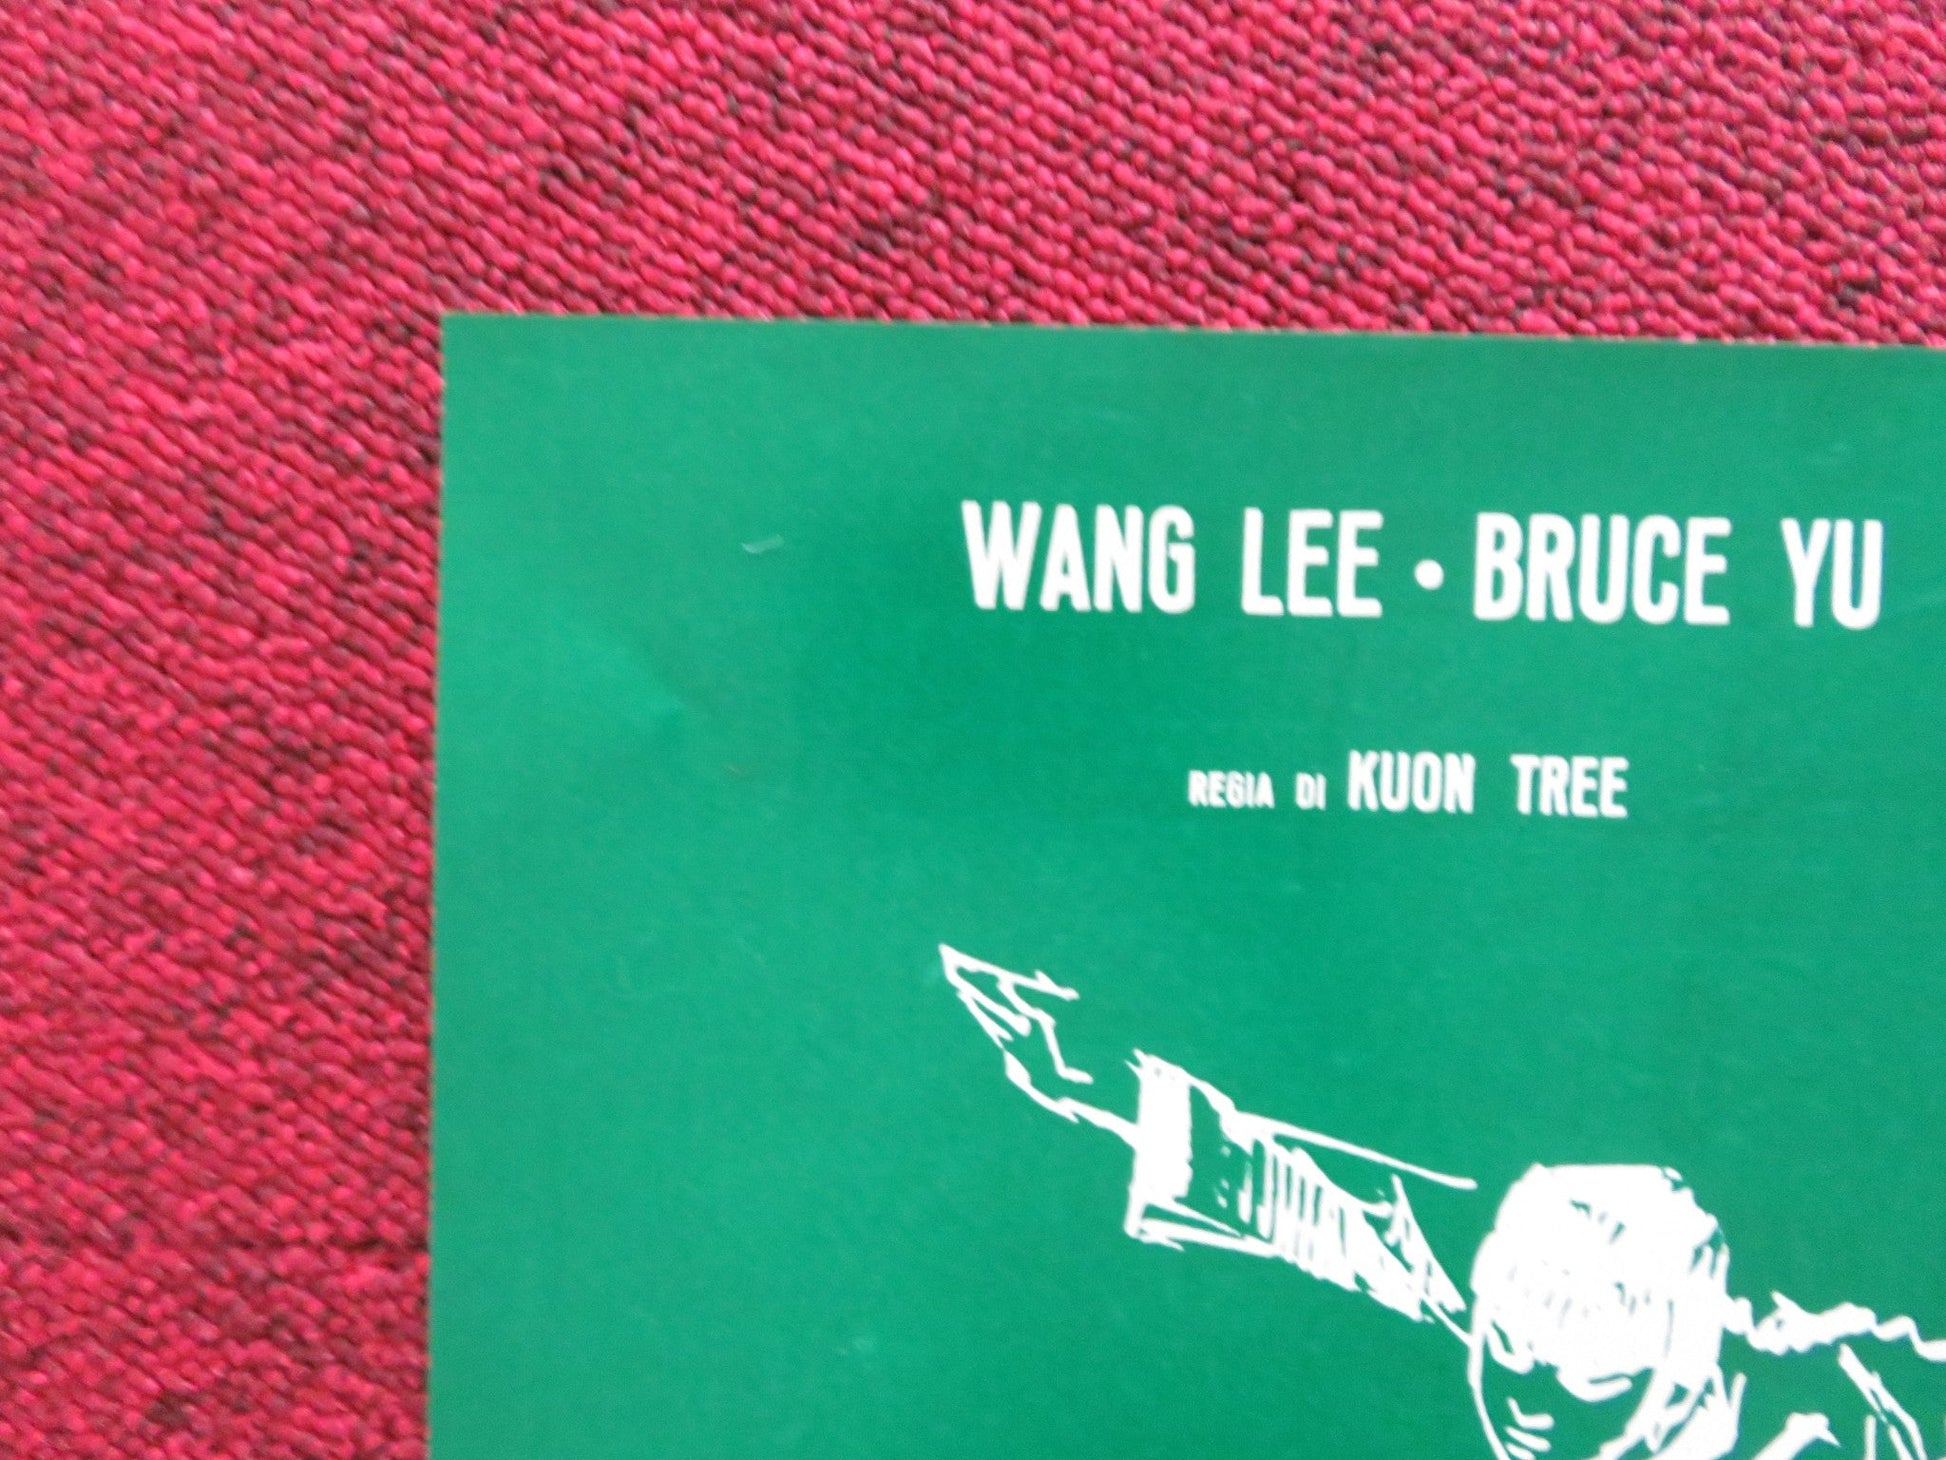 WANG LEE • BRUCE YU
REGIA DI KUON TREE